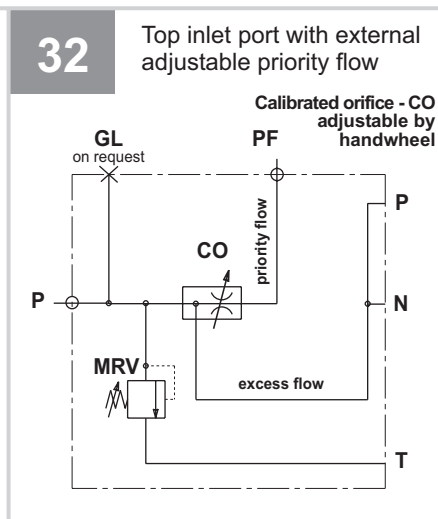 32
Top inlet port with external
adjustable priority flow
Calibrated orifice - CO
adjustable by
handwheel
GL
on request
PF
P
priority flow
CO
P
N
MRV
excess flow
T